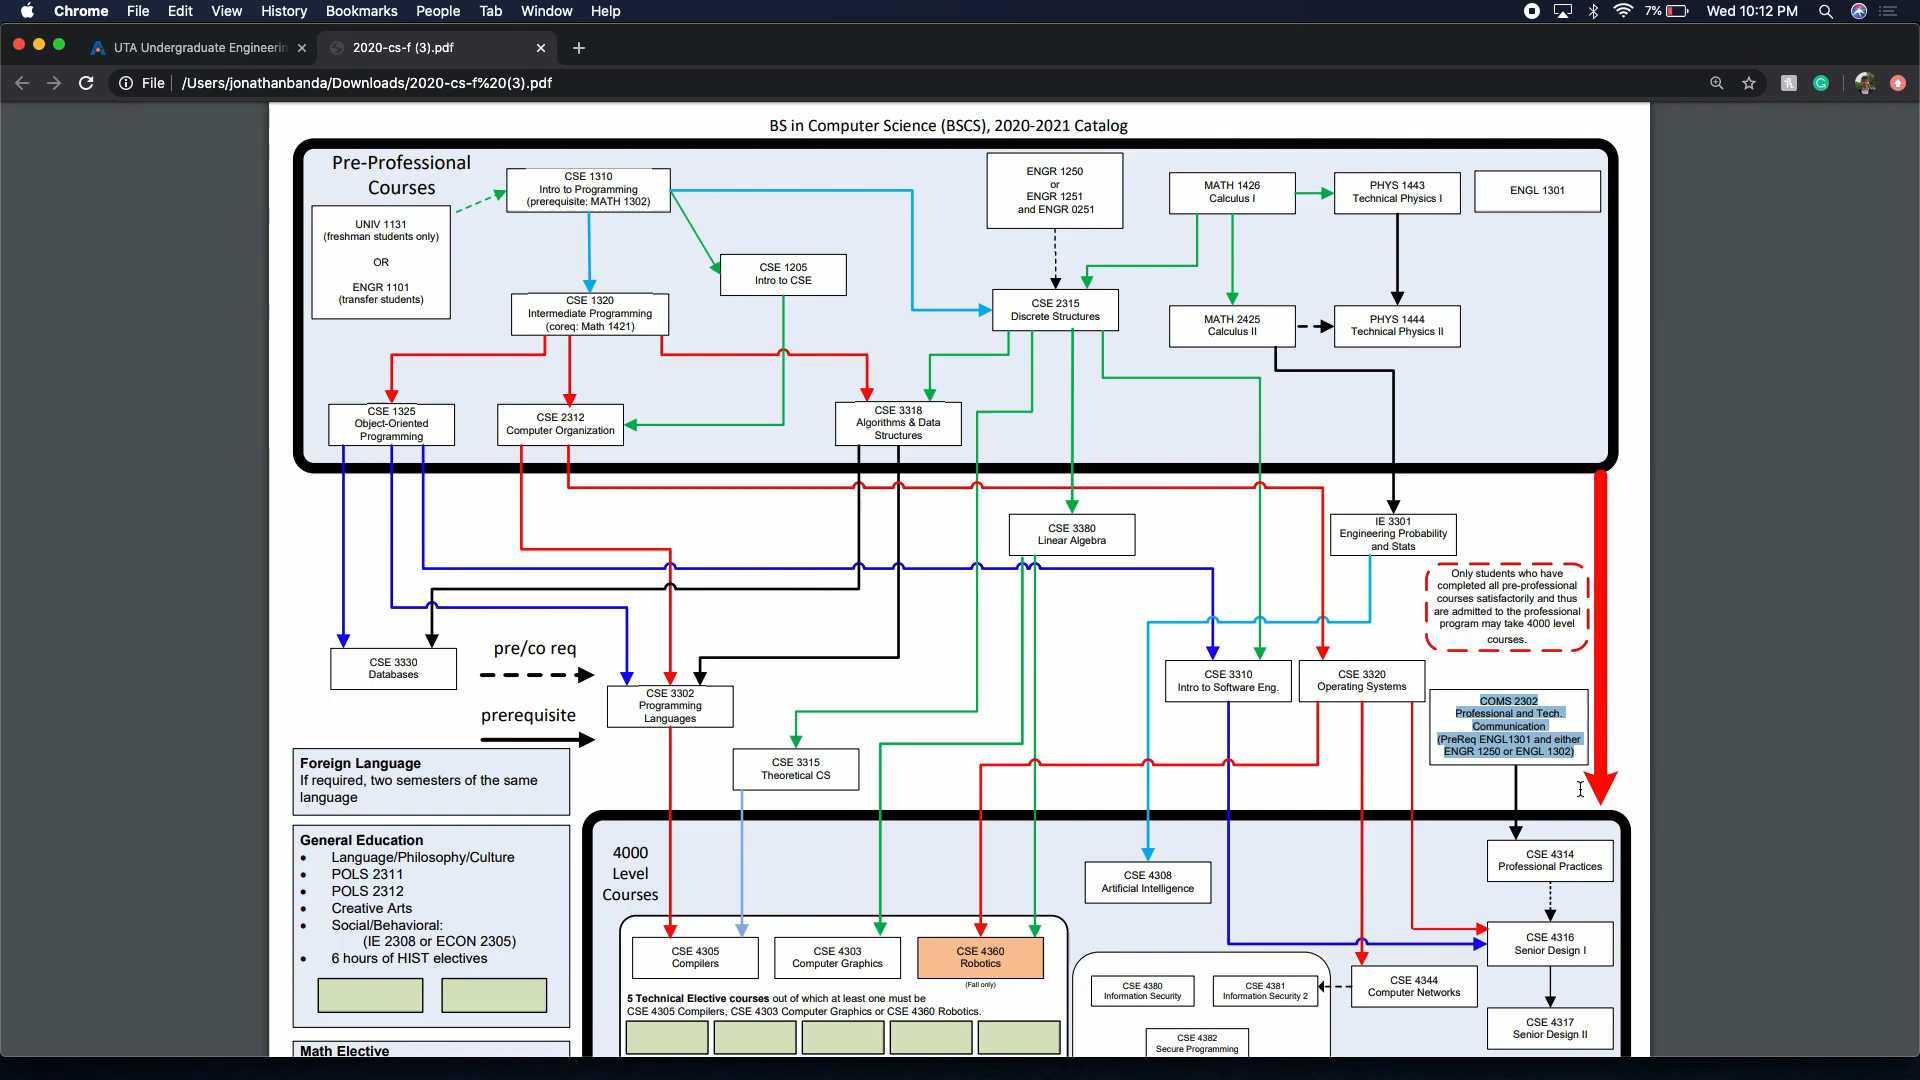 Chrome File Edit View History Bookmarks People Tab Window Help
7% Wed 10:12 PM
UTA Undergraduate Engineerin
2020-cs-f (3).pdf
File /Users/jonathanbanda/Downloads/2020-cs-f%20(3).pdf
BS in Computer Science (BSCS), 2020-2021 Catalog
Pre-Professional
Courses
UNIV 1131
(freshman students only)
OR
ENGR 1101
(transfer students)
CSE 1310
Intro to Programming
(prerequisite: MATH 1302)
CSE 1205
Intro to CSE
CSE 1320
Intermediate Programming
(coreq: Math 1421)
ENGR 1250
or
ENGR 1251
and ENGR 0251
CSE 2315
Discrete Structures
MATH 1426
Calculus I
PHYS 1443
Technical Physics I
ENGL 1301
MATH 2425
Calculus II
PHYS 1444
Technical Physics II
CSE 1325
Object-Oriented
Programming
CSE 2312
Computer Organization
CSE 3318
Algorithms & Data
Structures
CSE 3380
Linear Algebra
IE 3301
Engineering Probability
and Stats
Only students who have
completed all pre-professional
courses satisfactorily and thus
are admitted to the professional
program may take 4000 level
courses.
CSE 3330
Databases
pre/co req
prerequisite
CSE 3302
Programming
Languages
CSE 3315
Theoretical CS
CSE 3310
Intro to Software Eng.
CSE 3320
Operating Systems
COMS 2302
Professional and Tech.
Communication
(PreReq ENGL1301 and either
ENGR 1250 or ENGL 1302)
Foreign Language
If required, two semesters of the same
language
General Education
• Language/Philosophy/Culture
• POLS 2311
• POLS 2312
• Creative Arts
• Social/Behavioral:
(IE 2308 or ECON 2305)
• 6 hours of HIST electives
Math Elective
4000
Level
Courses
CSE 4305
Compilers
CSE 4303
Computer Graphics
CSE 4360
Robotics
(Fall only)
5 Technical Elective courses out of which at least one must be
CSE 4305 Compilers, CSE 4303 Computer Graphics or CSE 4360 Robotics.
CSE 4308
Artificial Intelligence
CSE 4380
Information Security
CSE 4381
Information Security 2
CSE 4382
Secure Programming
CSE 4344
Computer Networks
CSE 4314
Professional Practices
CSE 4316
Senior Design I
CSE 4317
Senior Design II